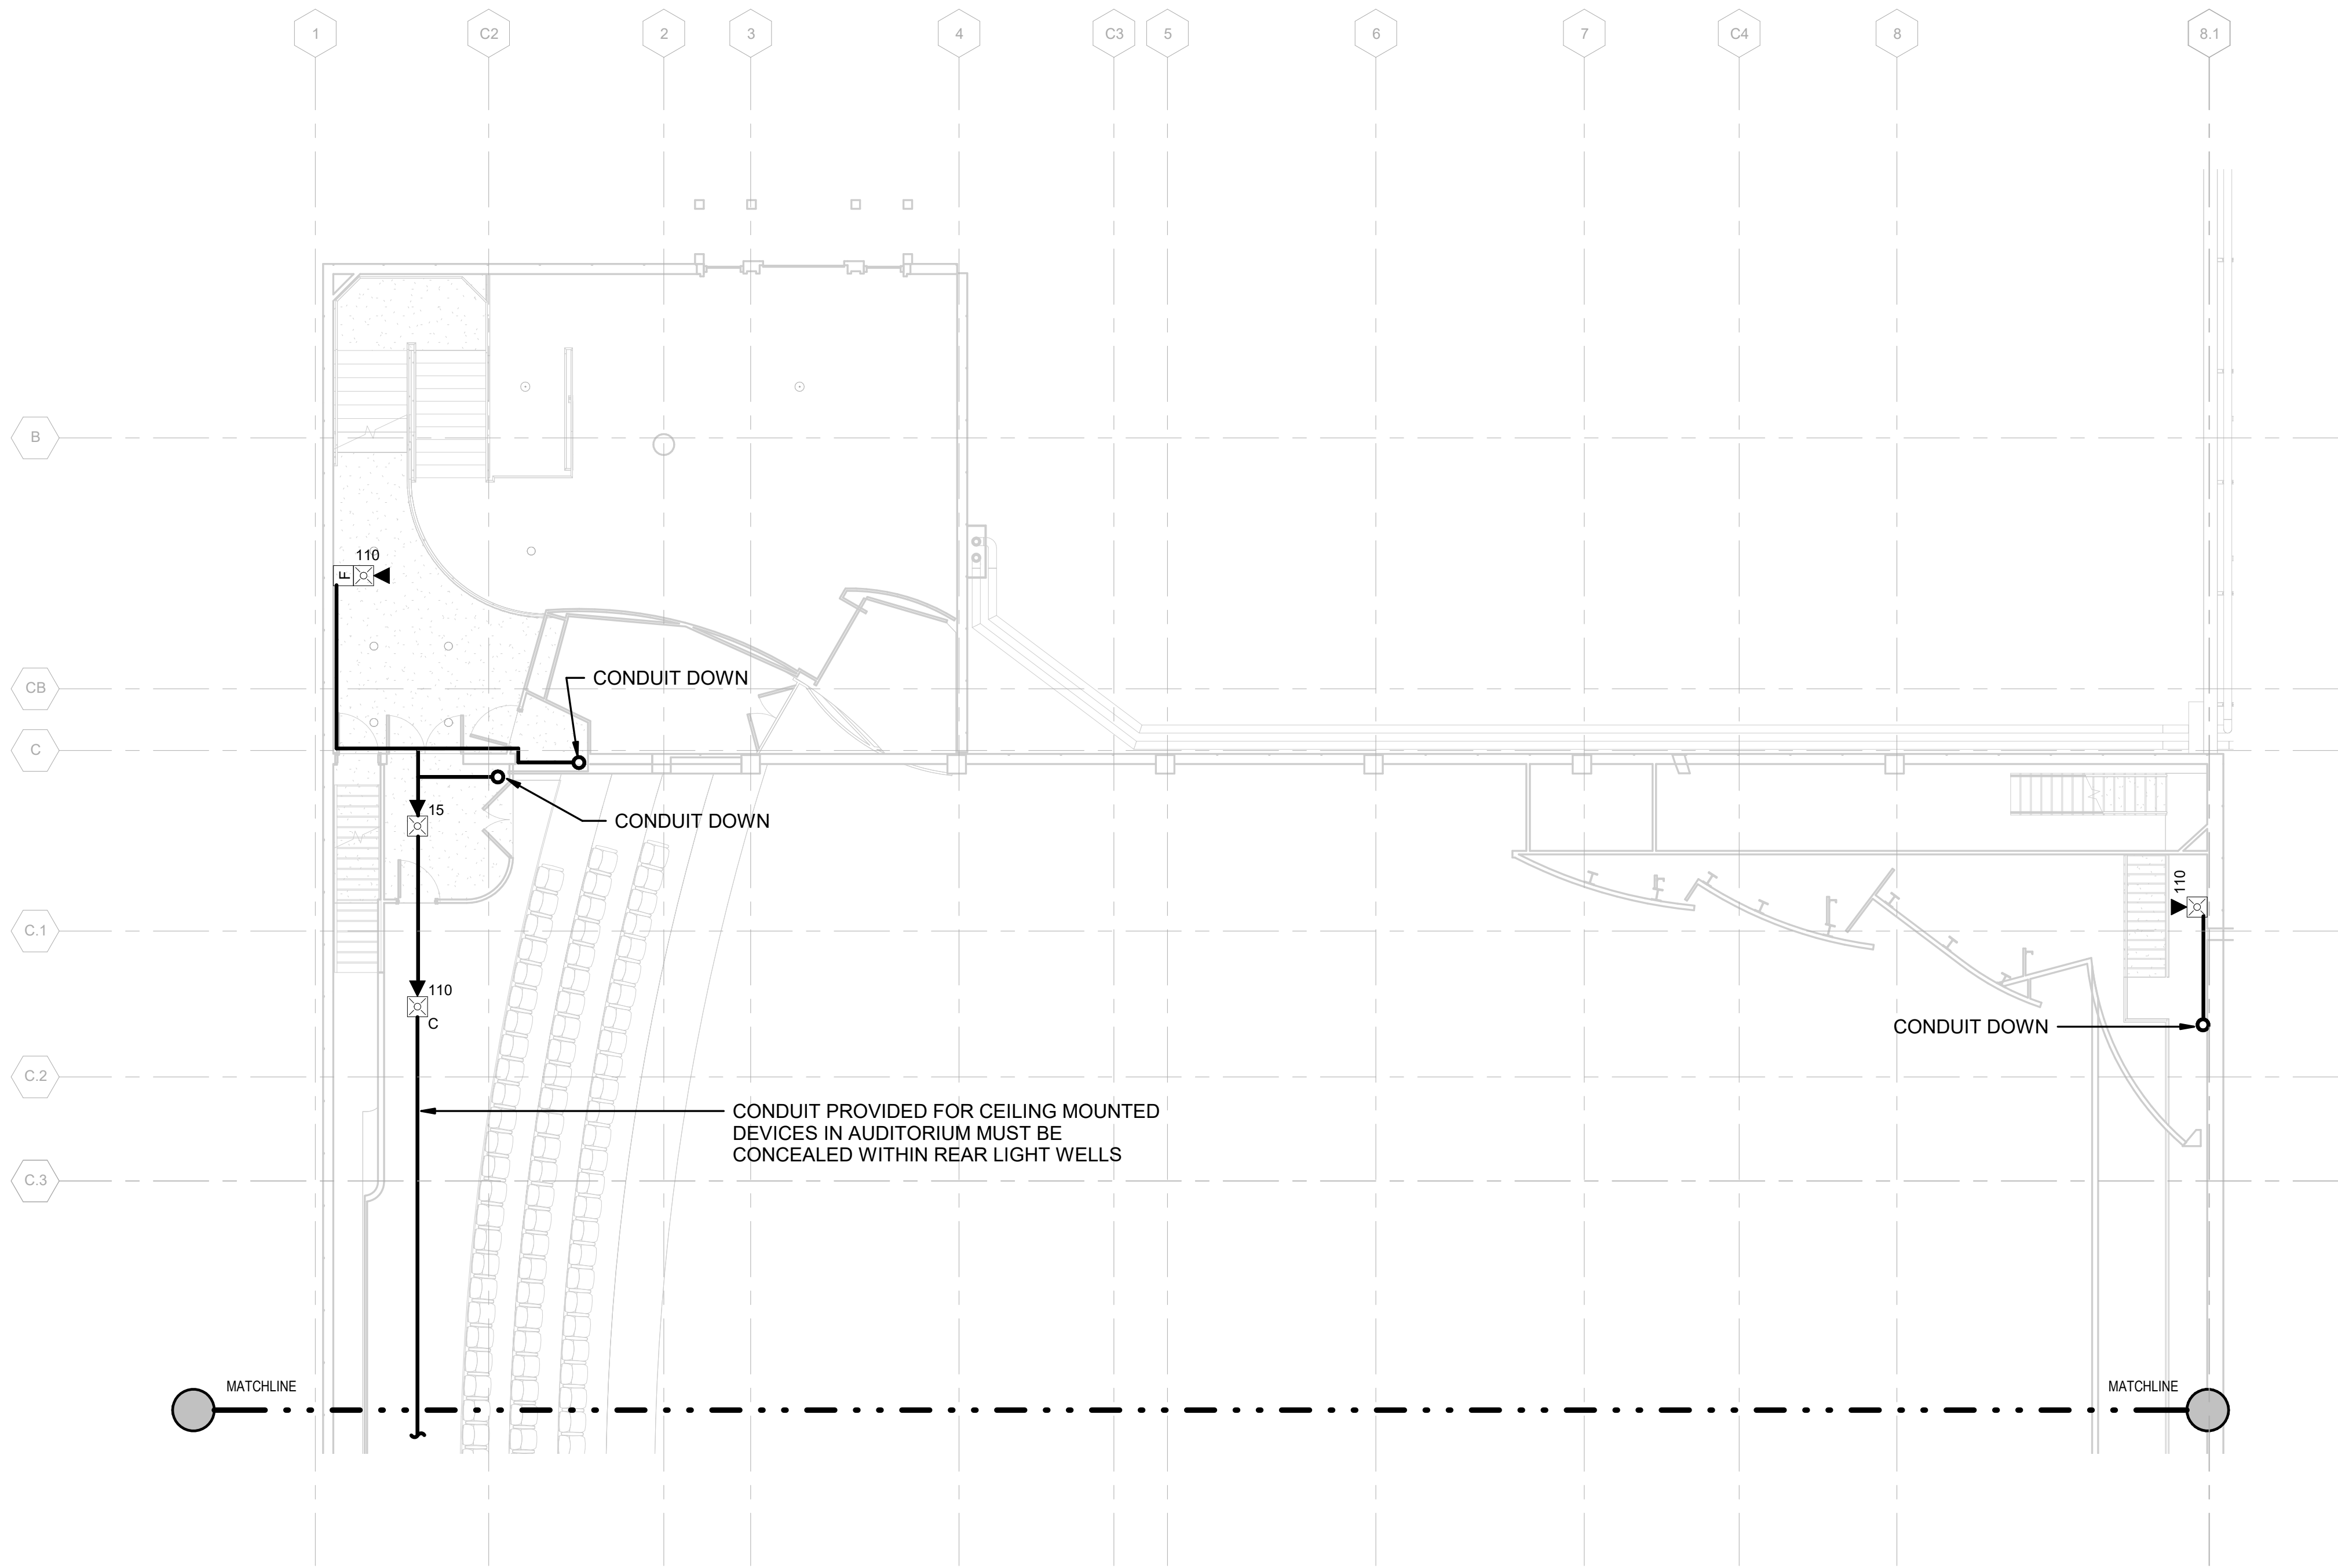 1
C2
2
3
4
C3
5
6
7
C4
8
8.1
B
110
F
CB
CONDUIT DOWN
C
15
CONDUIT DOWN
110
C.1
110
C
CONDUIT DOWN
C.2
CONDUIT PROVIDED FOR CEILING MOUNTED
DEVICES IN AUDITORIUM MUST BE
CONCEALED WITHIN REAR LIGHT WELLS
C.3
MATCHLINE
MATCHLINE